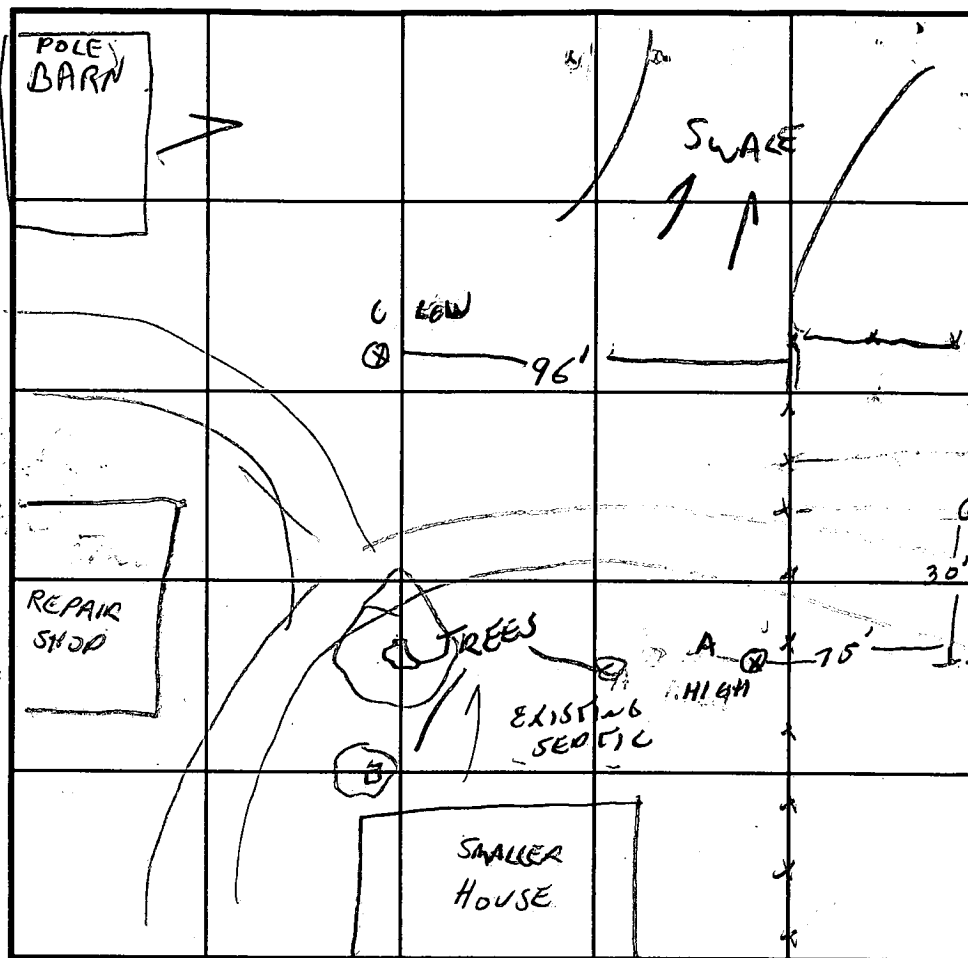 POLE
BARN
SWALE
C LOW
96'
30'
REPAIR
SHOP
TREES
A
HIGH
75'
EXISTING
SEPTIC
B
SMALLER
HOUSE